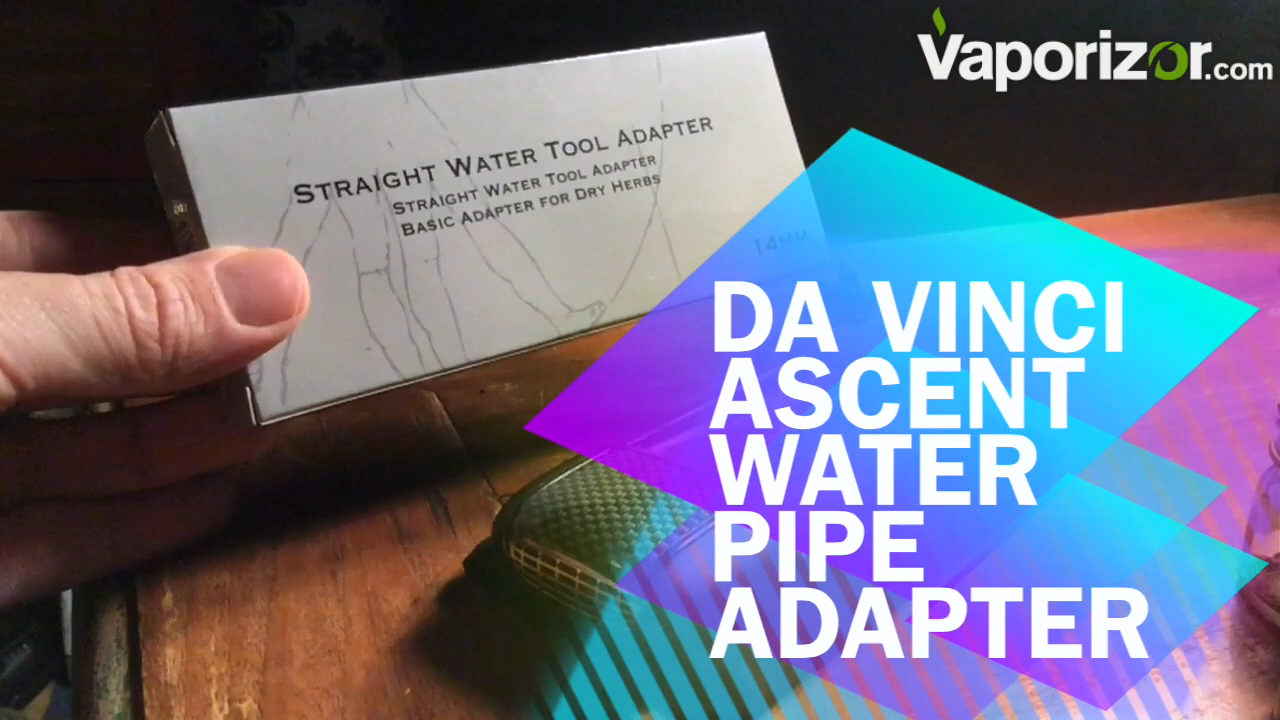 Vaporizor.com
STRAIGHT WATER TOOL ADAPTER
STRAIGHT WATER TOOL ADAPTER
BASIC ADAPTER FOR DRY HERBS
14MM
DA VINCI
ASCENT
WATER
PIPE
ADAPTER